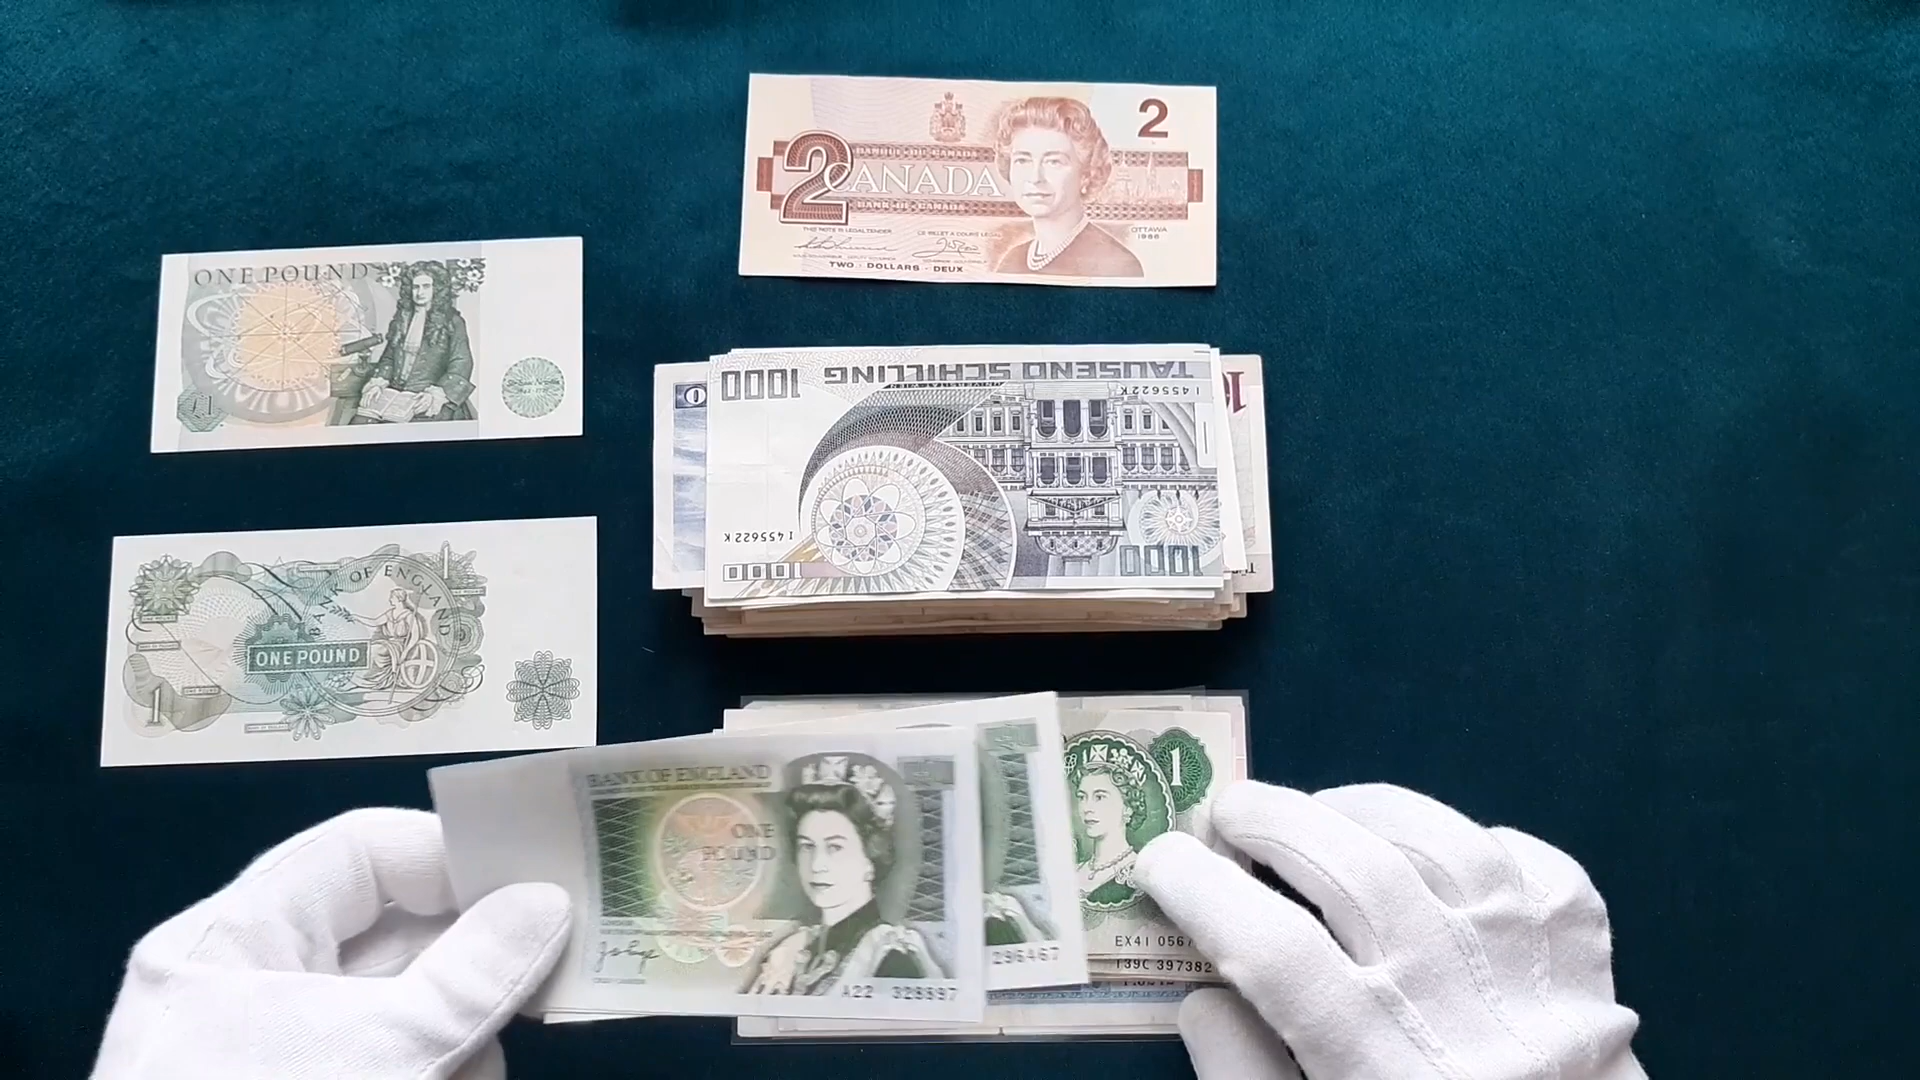 2
2
BANQUE·DU·CANADA
CANADA
BANK·OF·CANADA
THIS NOTE IS LEGAL TENDER
CE BILLET A COURS LEGAL
OTTAWA
1986
TWO · DOLLARS · DEUX
ONE POUND
£1
1000
TAUSEND SCHILLING
I 455622 K
I 455622 K
1000
1000
BANK OF ENGLAND
1
ONE POUND
1
BANK OF ENGLAND
ONE
POUND
A22 328597
296467
1
EX41 056
T39C 397382